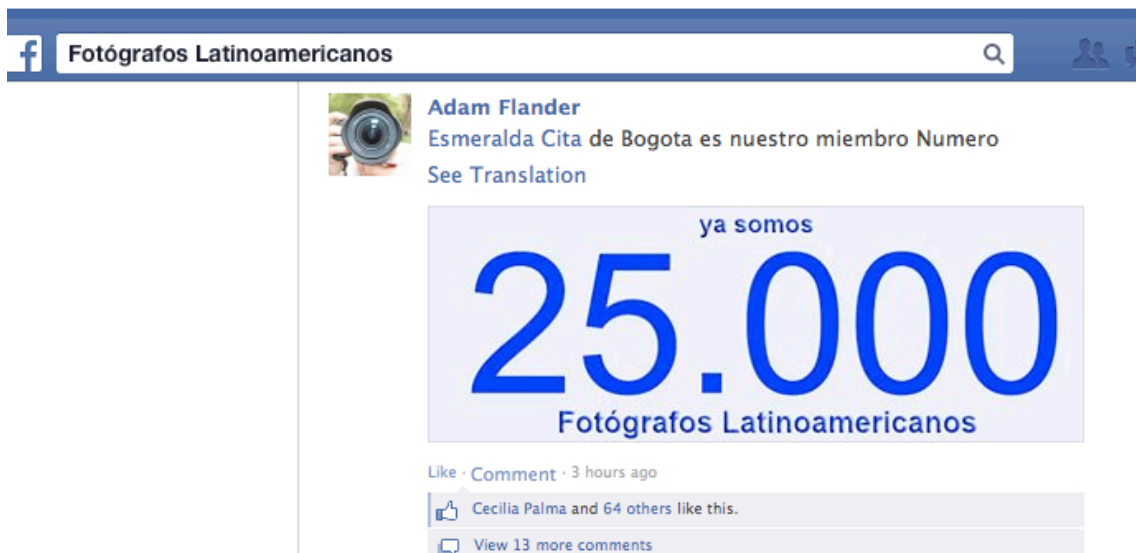 f
Fotógrafos Latinoamericanos
Adam Flander
Esmeralda Cita de Bogota es nuestro miembro Numero
See Translation
ya somos
25.000
Fotógrafos Latinoamericanos
Like · Comment · 3 hours ago
Cecilia Palma and 64 others like this.
View 13 more comments